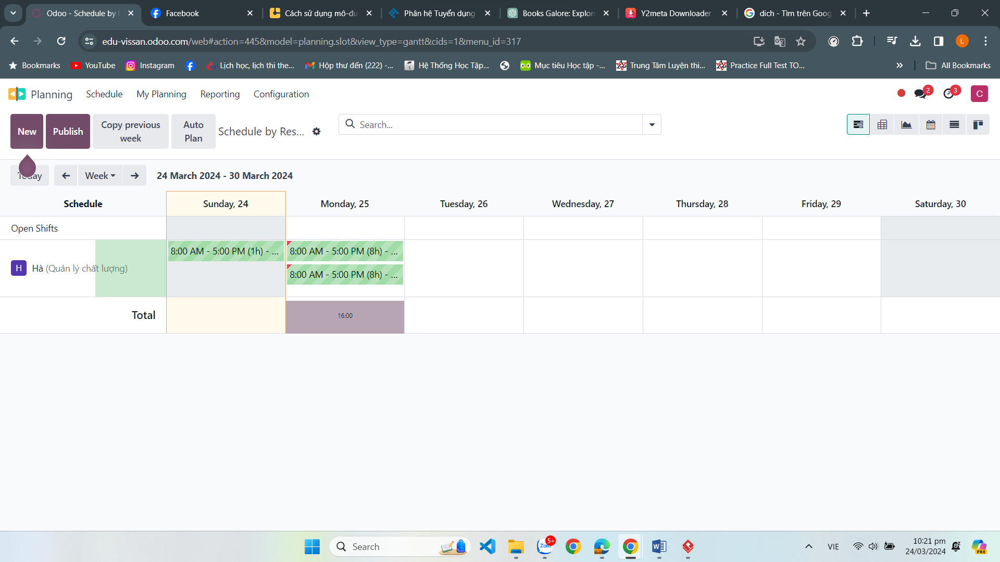 Odoo - Schedule by
Facebook
Cách sử dụng mô-đu
Phân hệ Tuyển dụng
Books Galore: Explor
Y2meta Downloader
dich - Tìm trên Goog
edu-vissan.odoo.com/web#action=445&model=planning.slot&view_type=gantt&cids=1&menu_id=317
L
Bookmarks
YouTube
Instagram
Lịch học, lịch thi the...
Hộp thư đến (222) -...
Hệ Thống Học Tập...
Mục tiêu Học tập -...
Trung Tâm Luyện thi...
Practice Full Test TO...
All Bookmarks
Planning
Schedule
My Planning
Reporting
Configuration
2
3
C
New
Publish
Copy previous
week
Auto
Plan
Schedule by Res...
Search...
Today
Week
24 March 2024 - 30 March 2024
Schedule
Sunday, 24
Monday, 25
Tuesday, 26
Wednesday, 27
Thursday, 28
Friday, 29
Saturday, 30
Open Shifts
H
Hà (Quản lý chất lượng)
8:00 AM - 5:00 PM (1h) - ...
8:00 AM - 5:00 PM (8h) - ...
8:00 AM - 5:00 PM (8h) - ...
Total
16:00
Search
Zalo
5+
W
VIE
10:21 pm
24/03/2024
PRE